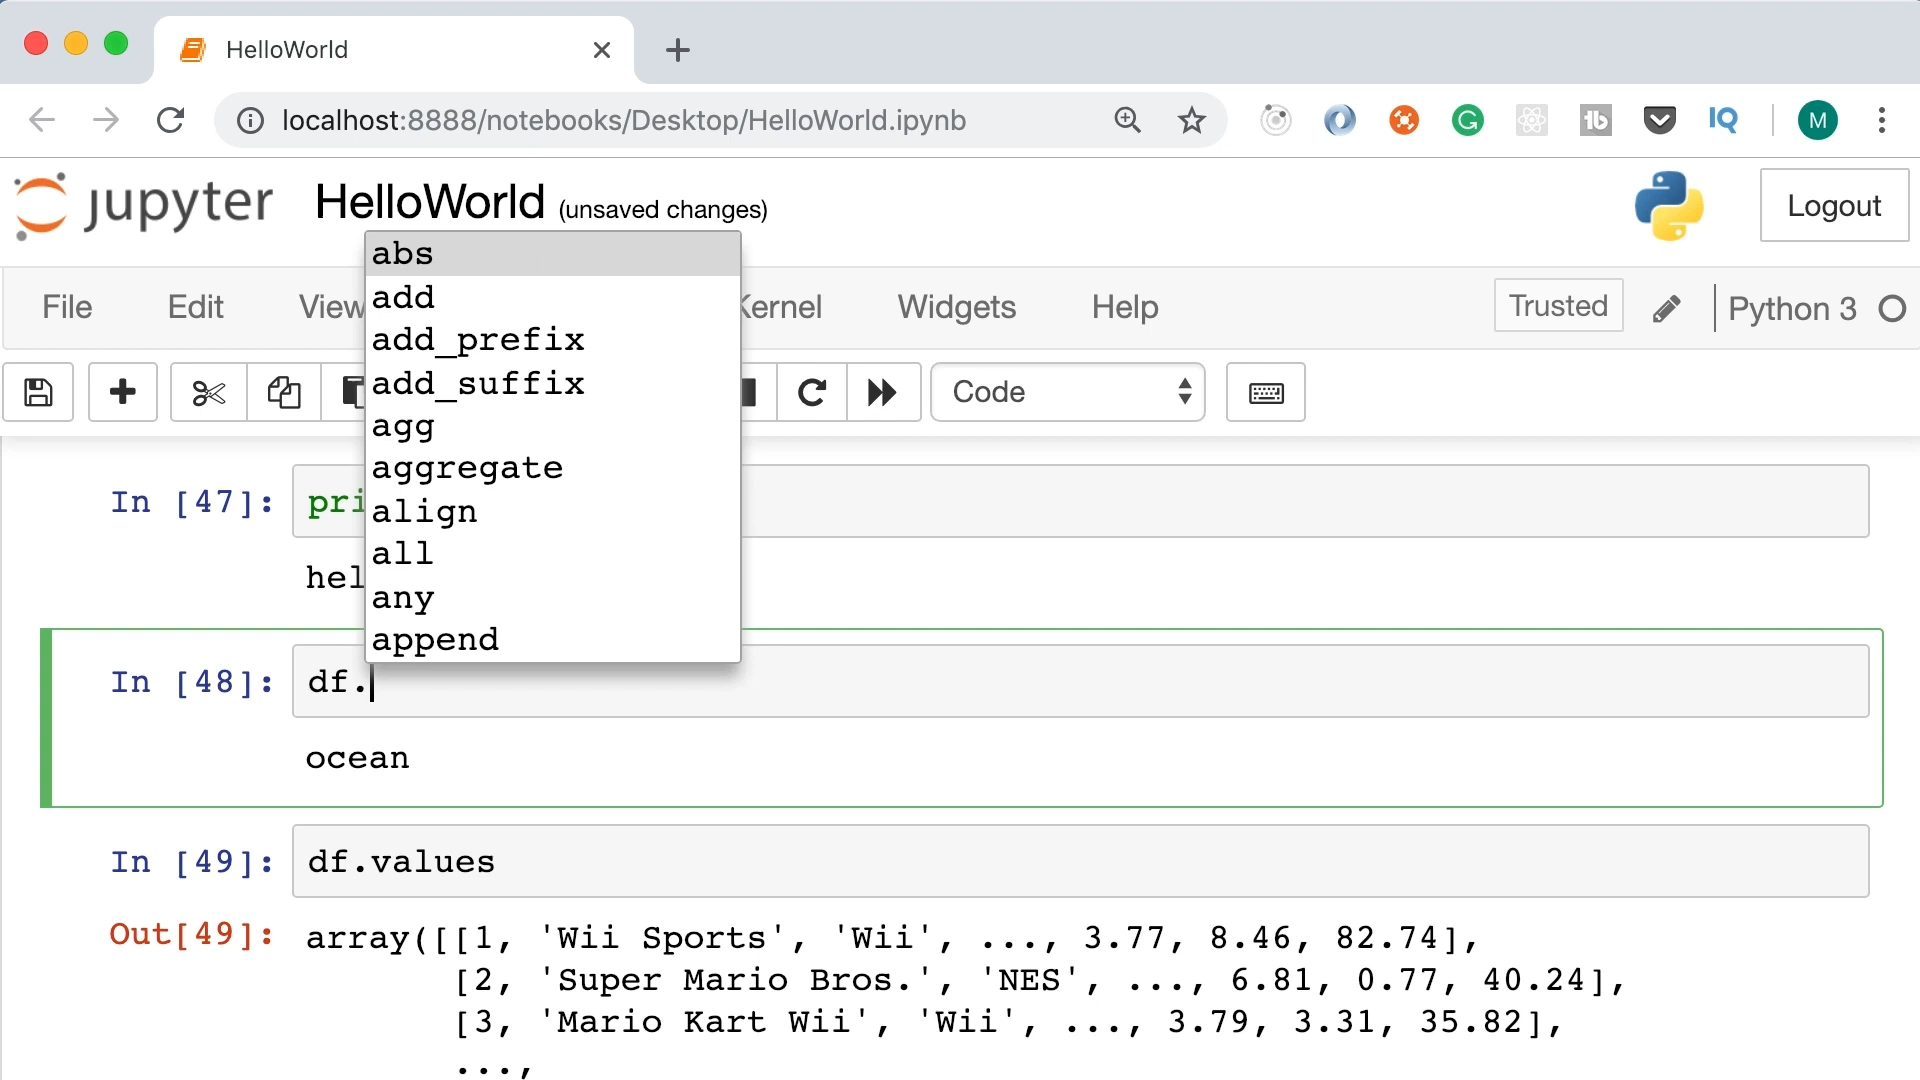 HelloWorld
localhost:8888/notebooks/Desktop/HelloWorld.ipynb
IQ
M
jupyter HelloWorld (unsaved changes)
Logout
File Edit View Kernel Widgets Help Trusted Python 3
Code
abs
add
add_prefix
add_suffix
agg
aggregate
align
all
any
append
In [47]: pri
hel
In [48]: df.
ocean
In [49]: df.values
Out[49]: array([[1, 'Wii Sports', 'Wii', ..., 3.77, 8.46, 82.74],
[2, 'Super Mario Bros.', 'NES', ..., 6.81, 0.77, 40.24],
[3, 'Mario Kart Wii', 'Wii', ..., 3.79, 3.31, 35.82],
...,